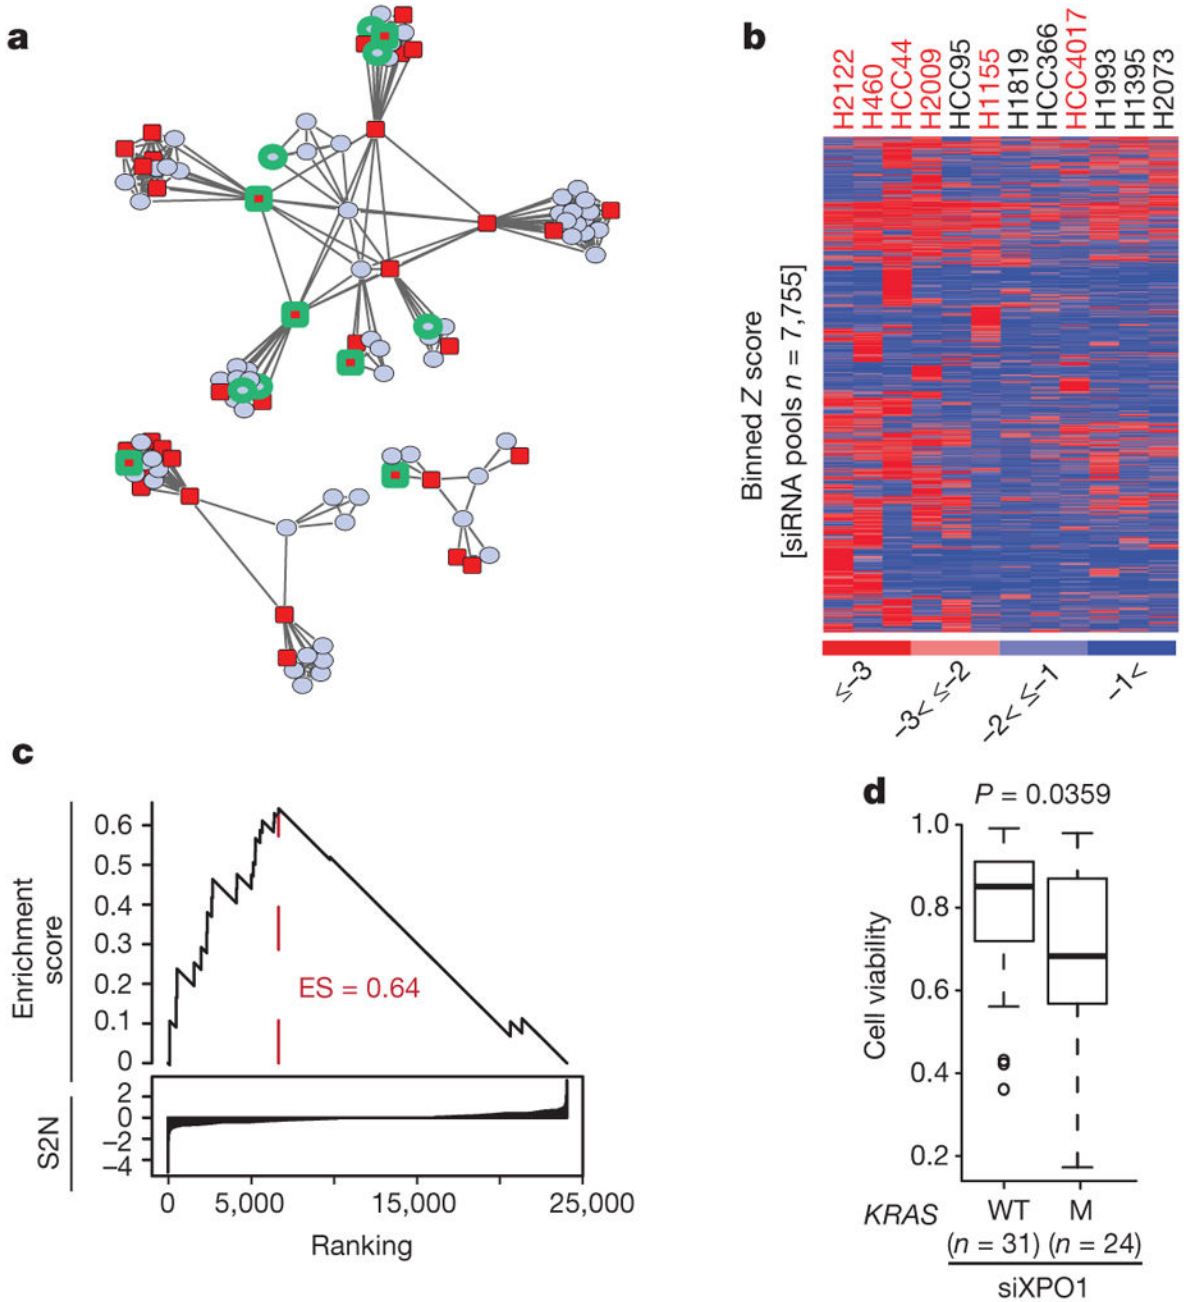 a
b
H2122
H460
HCC44
H2009
HCC95
H1155
H1819
HCC366
HCC4017
H1993
H1395
H2073
Binned Z score
[siRNA pools n = 7,755]
≤–3
–3< ≤–2
–2< ≤–1
–1<
c
Enrichment
score
0.6
0.5
0.4
0.3
0.2
0.1
0
ES = 0.64
S2N
2
0
–2
–4
0
5,000
15,000
25,000
Ranking
d
P = 0.0359
Cell viability
1.0
0.8
0.6
0.4
0.2
KRAS
WT
M
(n = 31)
(n = 24)
siXPO1